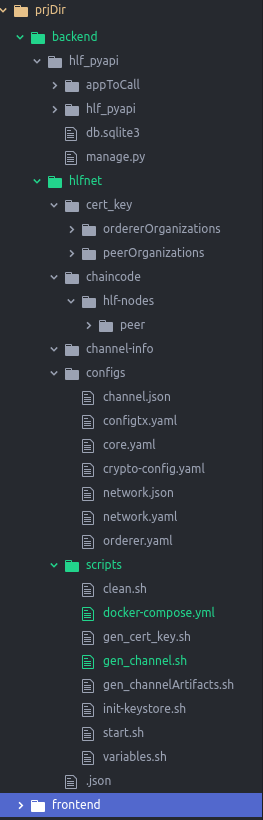 prjDir
backend
hlf_pyapi
appToCall
hlf_pyapi
db.sqlite3
manage.py
hlfnet
cert_key
ordererOrganizations
peerOrganizations
chaincode
hlf-nodes
peer
channel-info
configs
channel.json
configtx.yaml
core.yaml
crypto-config.yaml
network.json
network.yaml
orderer.yaml
scripts
clean.sh
docker-compose.yml
gen_cert_key.sh
gen_channel.sh
gen_channelArtifacts.sh
init-keystore.sh
start.sh
variables.sh
.json
frontend